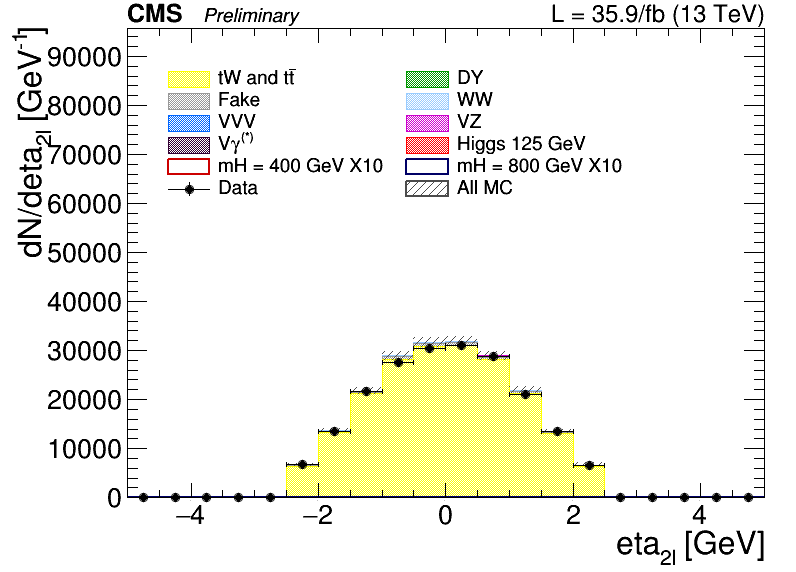 CMS Preliminary L = 35.9/fb (13 TeV)
dN/deta2l [GeV-1]
90000
80000
70000
60000
50000
40000
30000
20000
10000
0
tW and tt̄ DY
Fake WW
VVV VZ
Vγ(*) Higgs 125 GeV
mH = 400 GeV X10 mH = 800 GeV X10
Data All MC
−4 −2 0 2 4
eta2l [GeV]